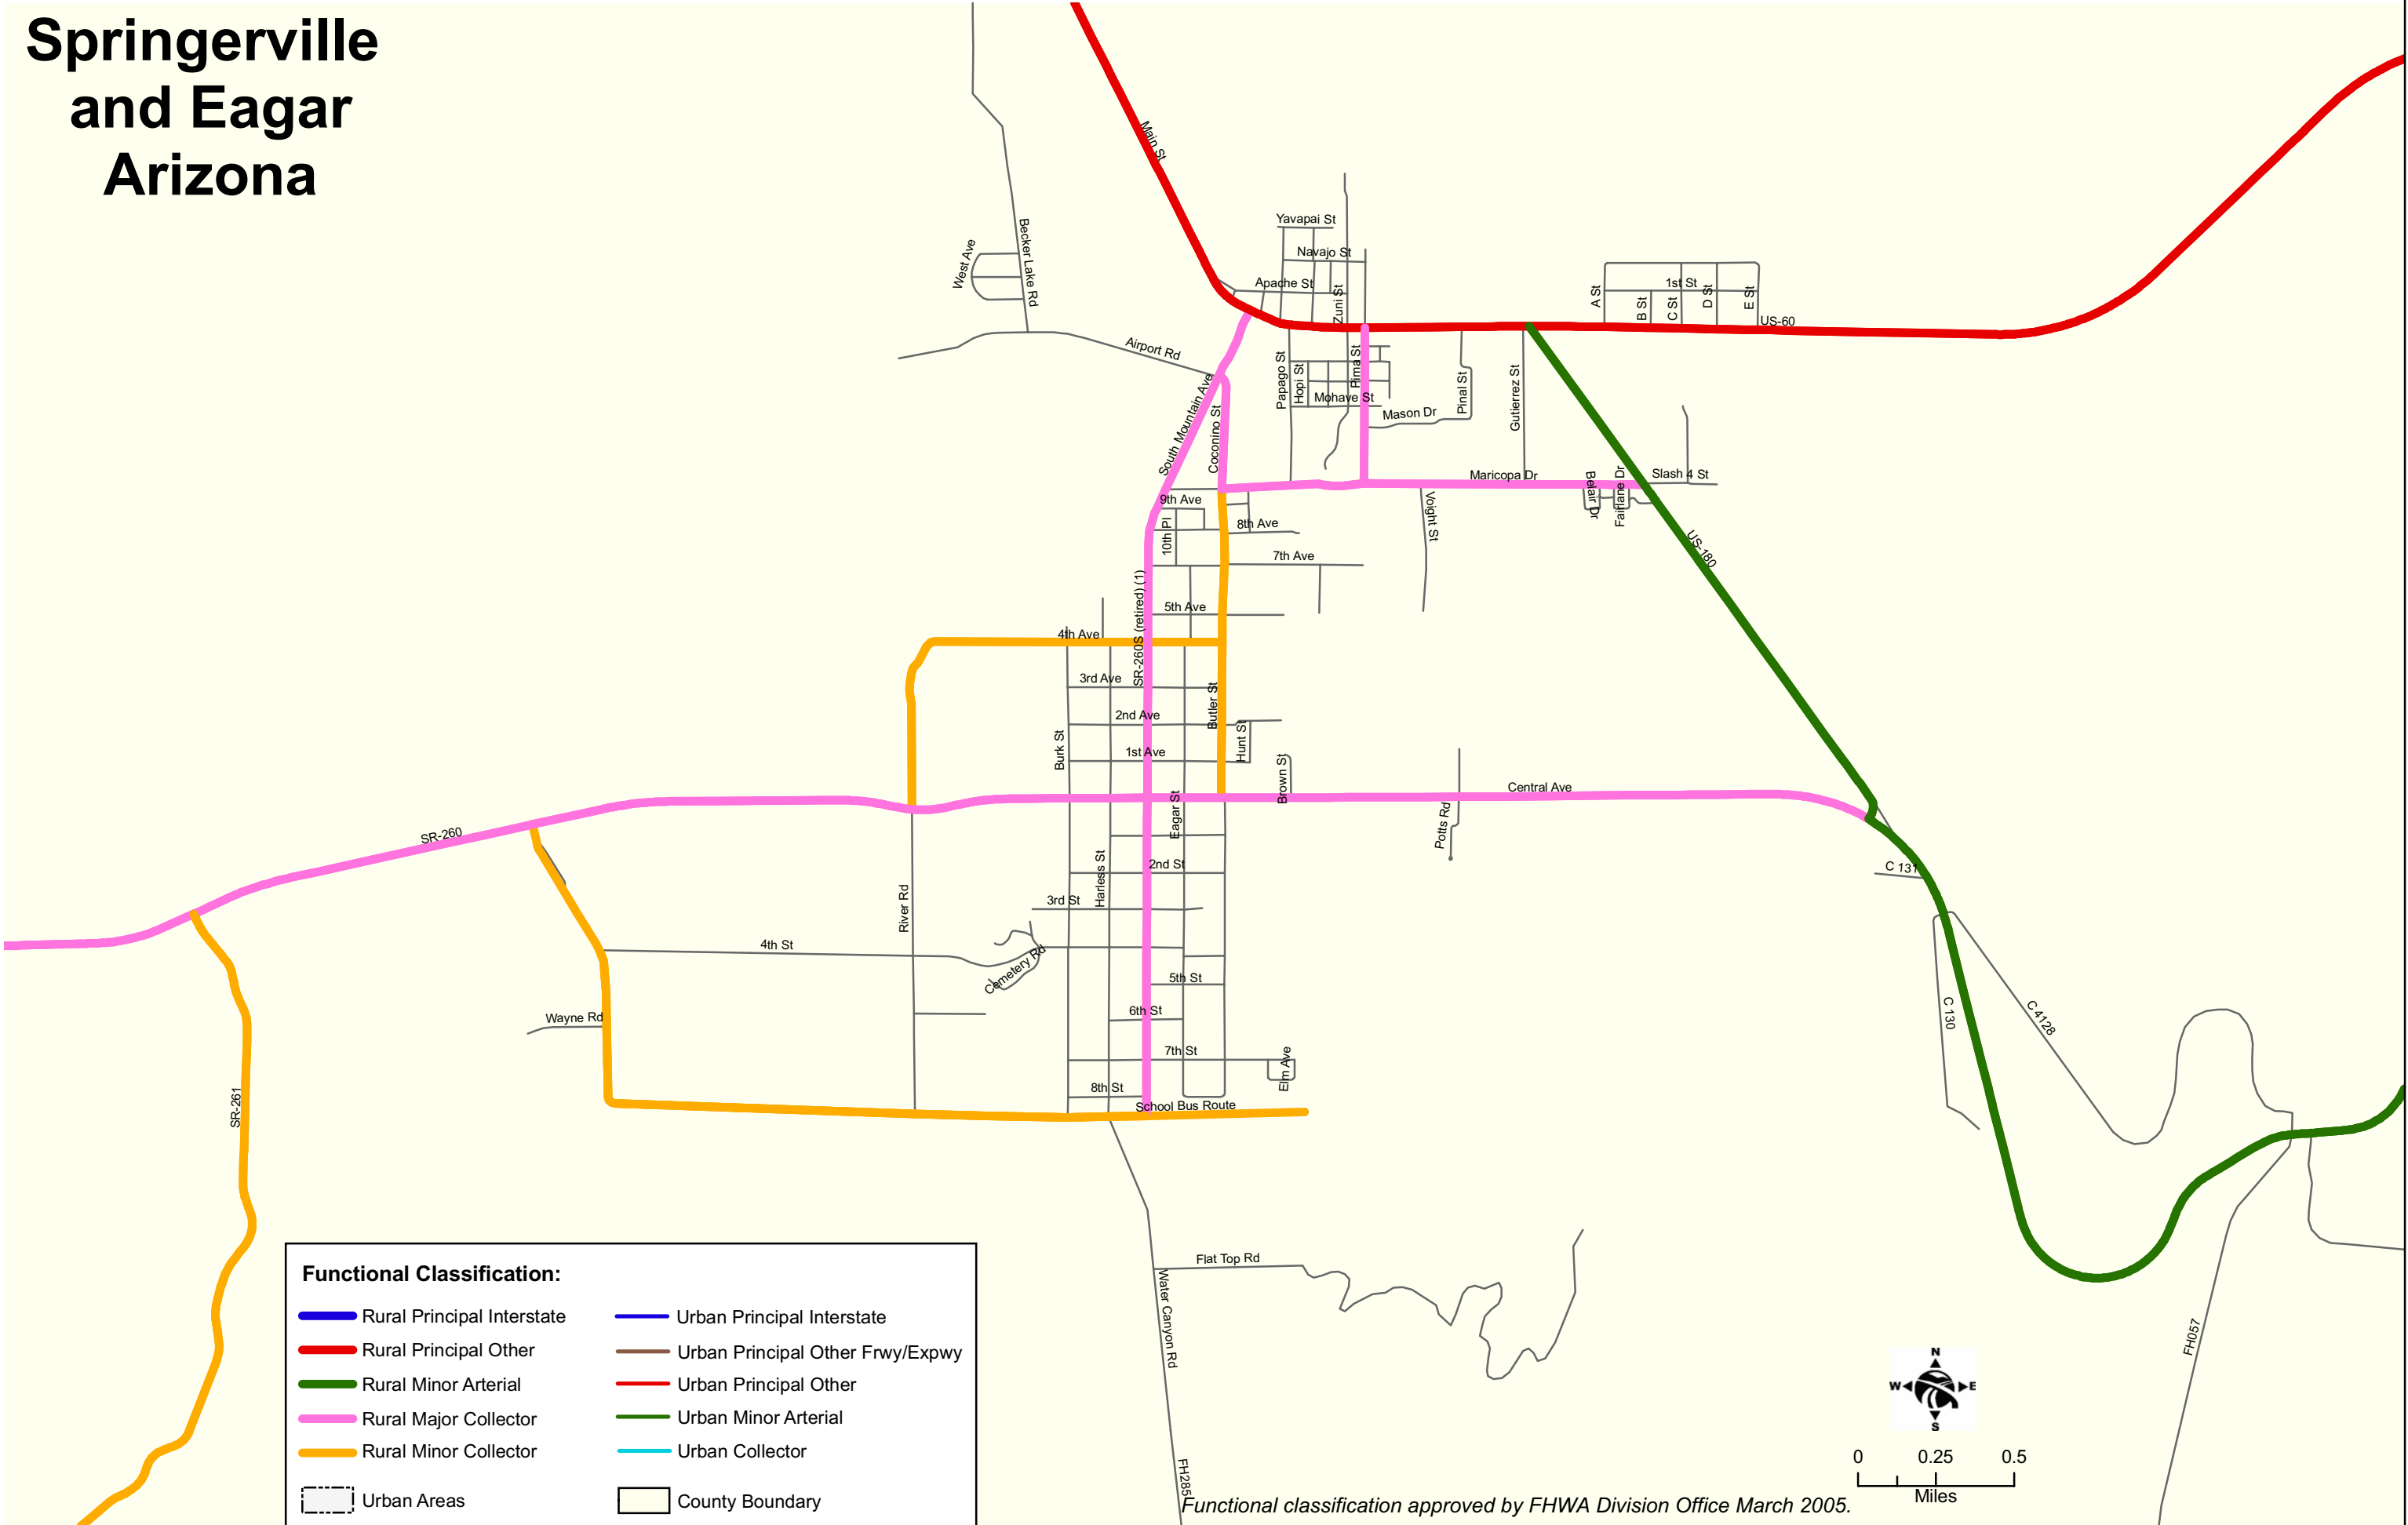 Springerville
and Eagar
Arizona
Main St
Becker Lake Rd
West Ave
Yavapai St
Navajo St
Apache St
Zuni St
A St
1st St
B St
C St
D St
E St
US-60
Airport Rd
South Mountain Ave
Coconino St
Papago St
Hopi St
Pima St
Mohave St
Mason Dr
Pinal St
Gutierrez St
Maricopa Dr
Belair Dr
Fairlane Dr
Slash 4 St
US-180
Voight St
9th Ave
10th Pl
8th Ave
7th Ave
5th Ave
SR-260S (retired) (1)
4th Ave
3rd Ave
2nd Ave
Butler St
Hunt St
Burk St
1st Ave
Brown St
Central Ave
Eagar St
Potts Rd
SR-260
2nd St
Harless St
3rd St
River Rd
4th St
Cemetery Rd
5th St
6th St
Wayne Rd
7th St
Elm Ave
8th St
School Bus Route
SR-261
C 131
C 130
C 4128
Flat Top Rd
Water Canyon Rd
FH285
FH057
Functional Classification:
Rural Principal Interstate
Rural Principal Other
Rural Minor Arterial
Rural Major Collector
Rural Minor Collector
Urban Areas
Urban Principal Interstate
Urban Principal Other Frwy/Expwy
Urban Principal Other
Urban Minor Arterial
Urban Collector
County Boundary
N
W E
S
0 0.25 0.5
Miles
Functional classification approved by FHWA Division Office March 2005.